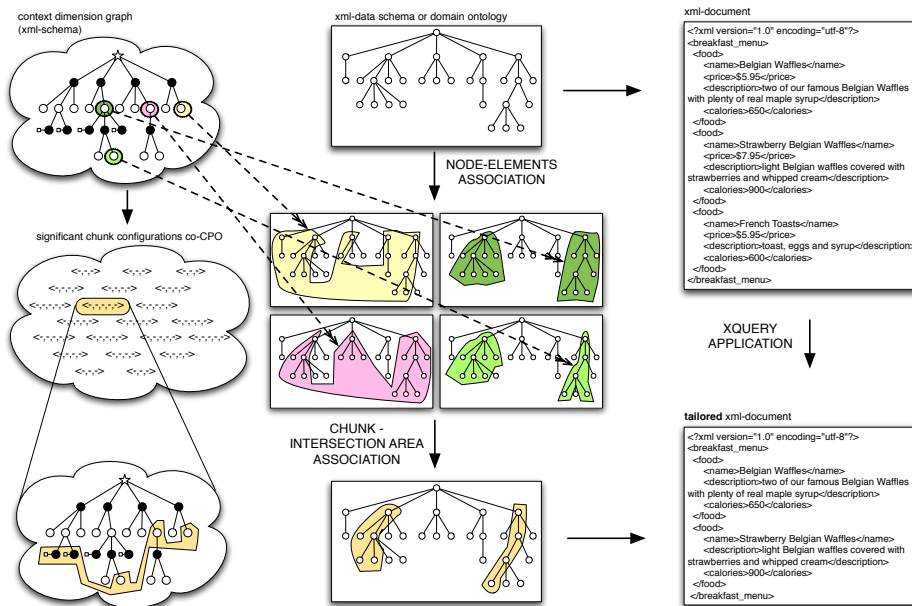 context dimension graph
(xml-schema)
xml-data schema or domain ontology
xml-document
<?xml version="1.0" encoding="utf-8"?>
<breakfast_menu>
<food>
<name>Belgian Waffles</name>
<price>$5.95</price>
<description>two of our famous Belgian Waffles
with plenty of real maple syrup</description>
<calories>650</calories>
</food>
<food>
<name>Strawberry Belgian Waffles</name>
<price>$7.95</price>
<description>light Belgian waffles covered with
strawberries and whipped cream</description>
<calories>900</calories>
</food>
<food>
<name>French Toasts</name>
<price>$5.95</price>
<description>toast, eggs and syrup</description>
<calories>600</calories>
</food>
</breakfast_menu>
NODE-ELEMENTS
ASSOCIATION
significant chunk configurations co-CPO
XQUERY
APPLICATION
CHUNK -
INTERSECTION AREA
ASSOCIATION
tailored xml-document
<?xml version="1.0" encoding="utf-8"?>
<breakfast_menu>
<food>
<name>Belgian Waffles</name>
<description>two of our famous Belgian Waffles
with plenty of real maple syrup</description>
<calories>650</calories>
</food>
<food>
<name>Strawberry Belgian Waffles</name>
<description>light Belgian waffles covered with
strawberries and whipped cream</description>
<calories>900</calories>
</food>
</breakfast_menu>